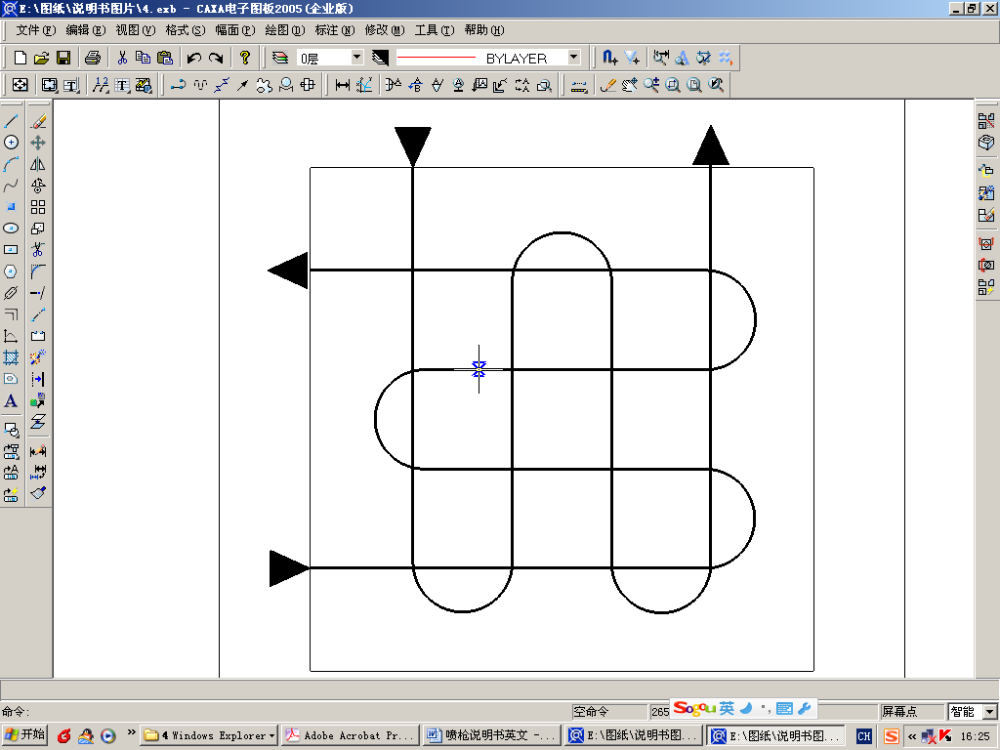 E:\图纸\说明书图片\4.exb - CAXA电子图板2005(企业版)
文件(F) 编辑(E) 视图(V) 格式(S) 幅面(P) 绘图(D) 标注(N) 修改(M) 工具(T) 帮助(H)
0层 BYLAYER
命令: 空命令 265 Sogou 英 屏幕点 智能
开始 4 Windows Explorer Adobe Acrobat Pr... 喷枪说明书英文 -... E:\图纸\说明书图... E:\图纸\说明书图... CH S « 16:25